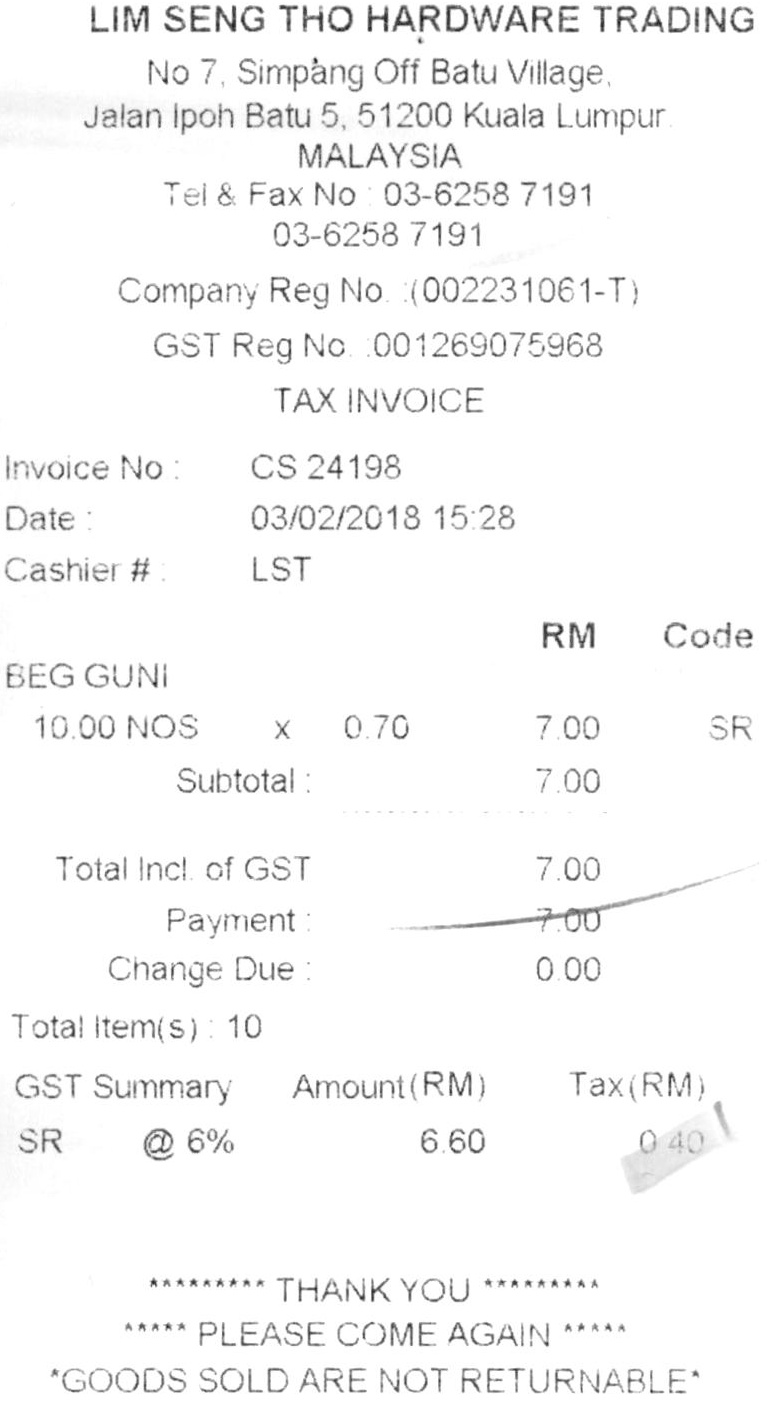 LIM SENG THO HARDWARE TRADING
No 7, Simpang Off Batu Village,
Jalan Ipoh Batu 5, 51200 Kuala Lumpur
MALAYSIA
Tel & Fax No : 03-6258 7191
03-6258 7191
Company Reg No. :(002231061-T)
GST Reg No. :001269075968
TAX INVOICE
Invoice No : CS 24198
Date : 03/02/2018 15:28
Cashier # : LST
RM Code
BEG GUNI
10.00 NOS x 0.70 7.00 SR
Subtotal : 7.00
Total Incl. of GST 7.00
Payment : 7.00
Change Due : 0.00
Total Item(s) : 10
GST Summary Amount(RM) Tax(RM)
SR @ 6% 6.60 0.40
********* THANK YOU *********
***** PLEASE COME AGAIN *****
*GOODS SOLD ARE NOT RETURNABLE*